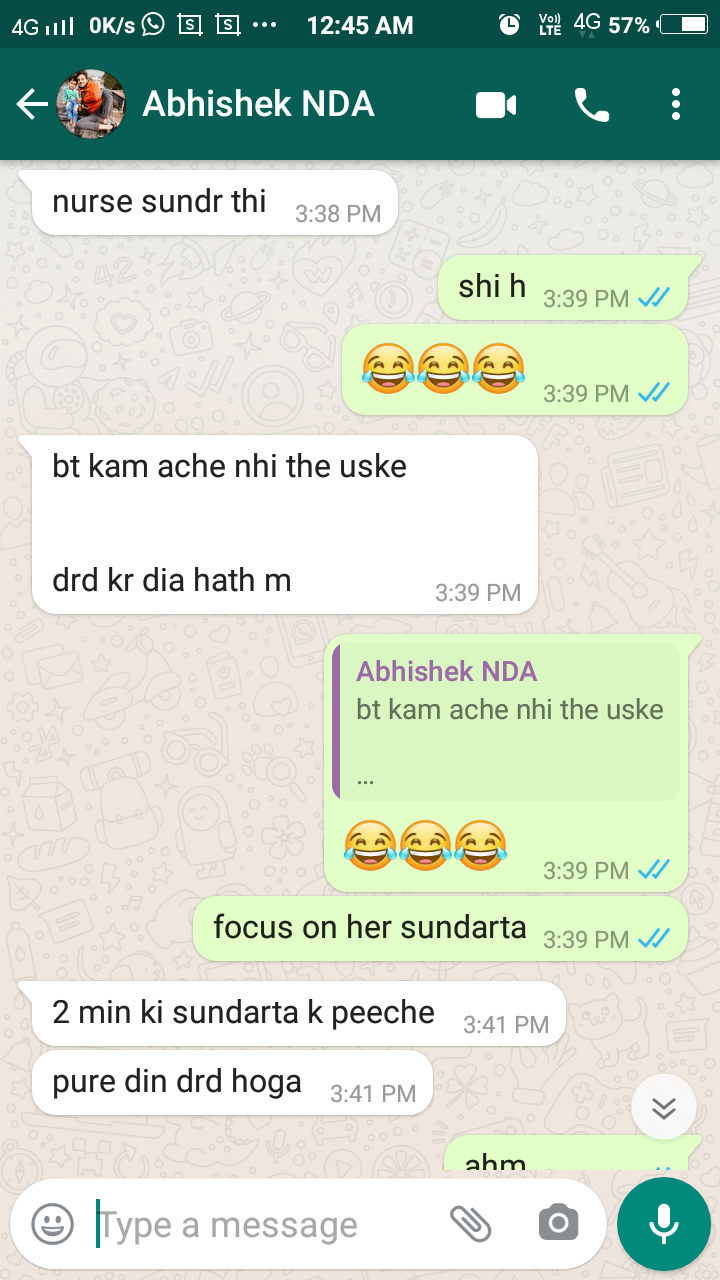 4G 0K/s S S ... 12:45 AM Vo)) LTE 4G 57%
Abhishek NDA
nurse sundr thi 3:38 PM
shi h 3:39 PM
😂😂😂 3:39 PM
bt kam ache nhi the uske
drd kr dia hath m 3:39 PM
Abhishek NDA
bt kam ache nhi the uske
...
😂😂😂 3:39 PM
focus on her sundarta 3:39 PM
2 min ki sundarta k peeche 3:41 PM
pure din drd hoga 3:41 PM
ahm
Type a message